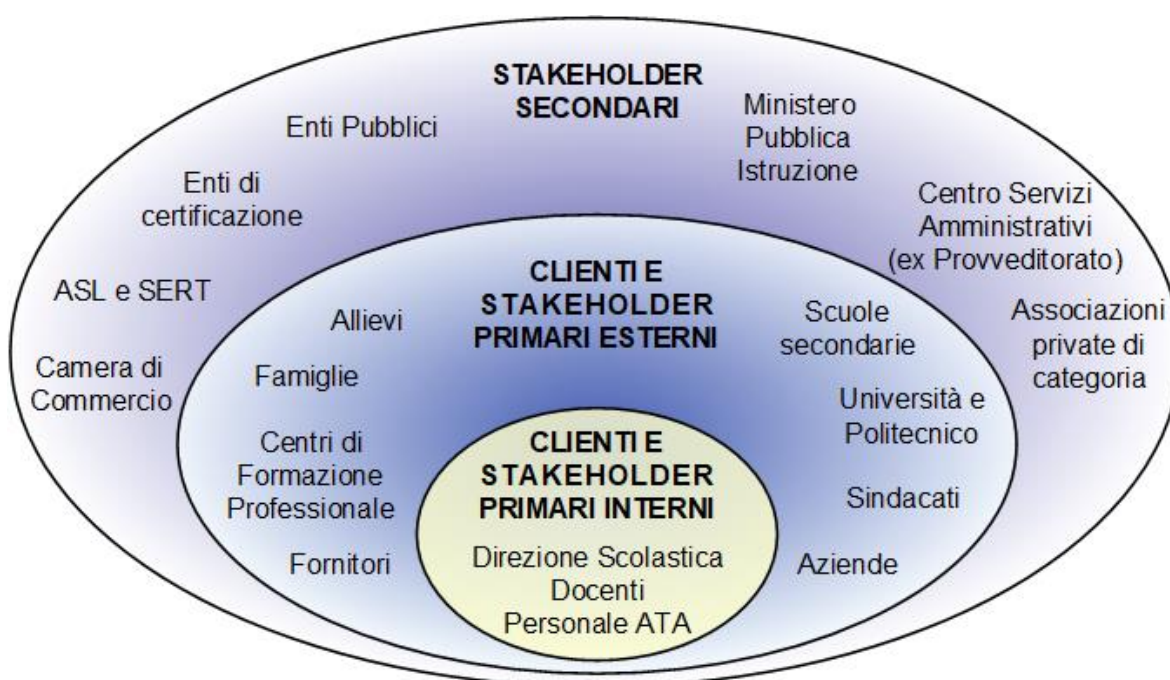 STAKEHOLDER
SECONDARI
Enti Pubblici
Ministero
Pubblica
Istruzione
Enti di
certificazione
Centro Servizi
Amministrativi
(ex Provveditorato)
ASL e SERT
Associazioni
private di
categoria
Camera di
Commercio
CLIENTI E
STAKEHOLDER
PRIMARI ESTERNI
Allievi
Scuole
secondarie
Famiglie
Università e
Politecnico
Centri di
Formazione
Professionale
Sindacati
Fornitori
Aziende
CLIENTI E
STAKEHOLDER
PRIMARI INTERNI
Direzione Scolastica
Docenti
Personale ATA